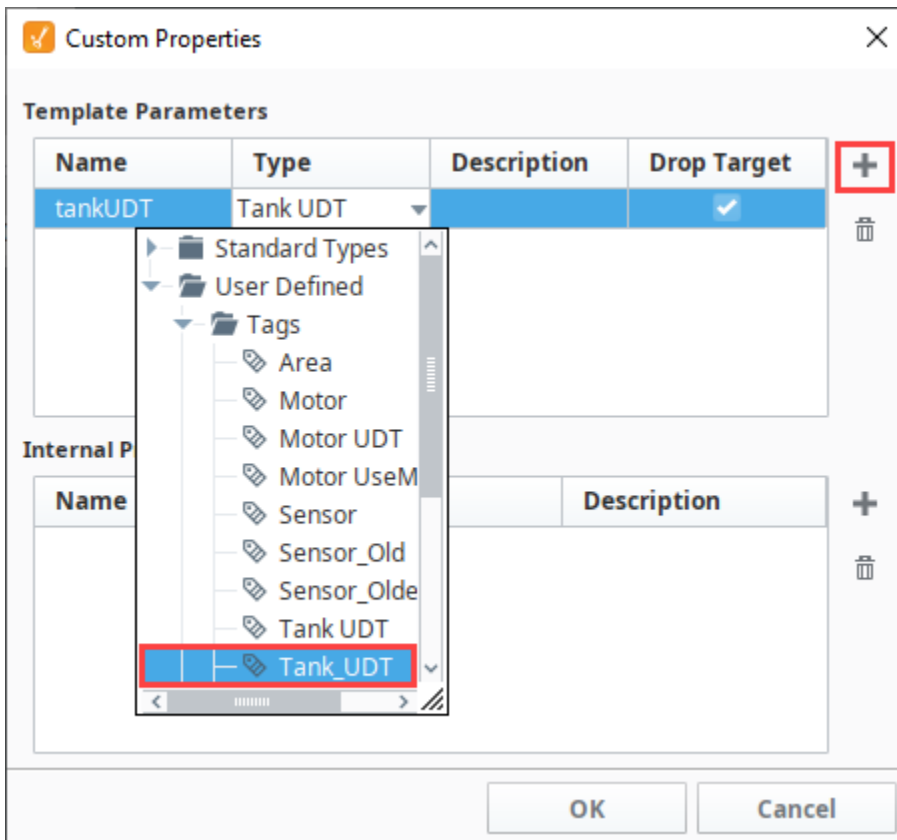 Custom Properties
Template Parameters
Name Type Description Drop Target
tankUDT Tank UDT
Standard Types
User Defined
Tags
Area
Motor
Motor UDT
Motor UseM
Sensor
Sensor_Old
Sensor_Olde
Tank UDT
Tank_UDT
Internal P
Name Description
OK Cancel